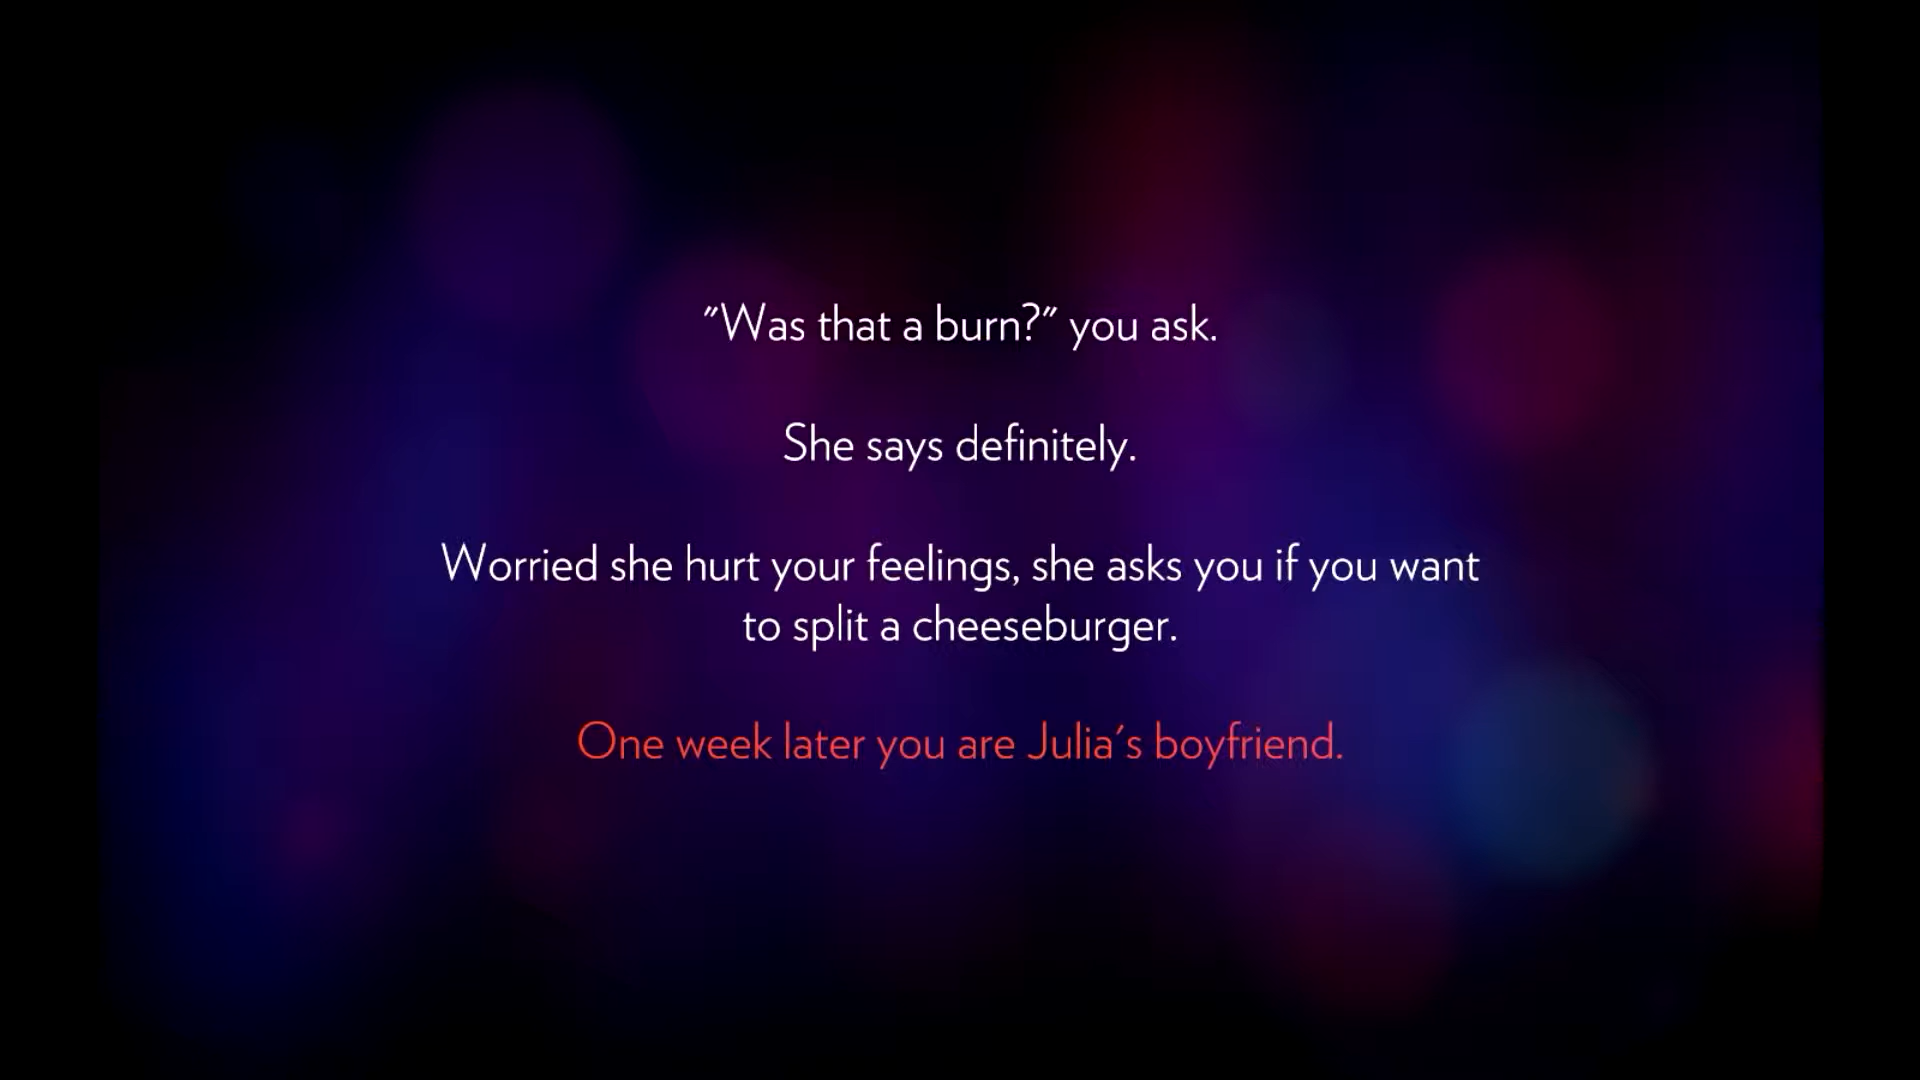 "Was that a burn?" you ask.
She says definitely.
Worried she hurt your feelings, she asks you if you want
to split a cheeseburger.
One week later you are Julia's boyfriend.